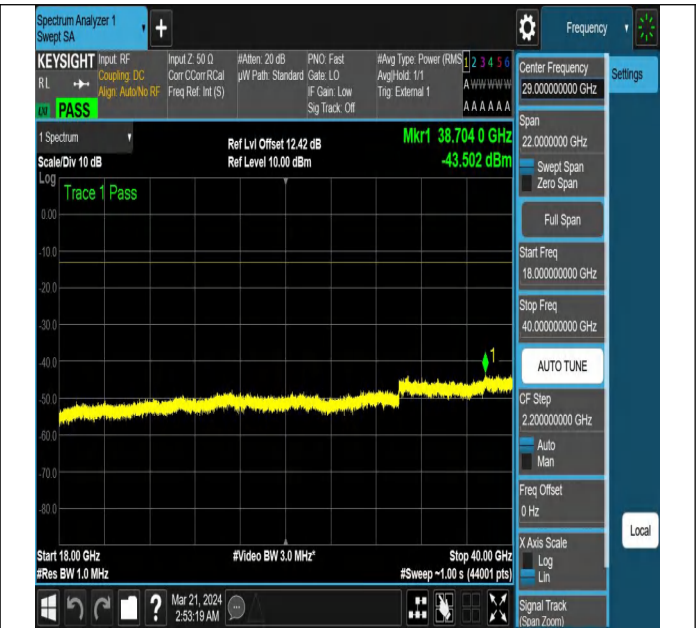 Spectrum Analyzer 1
Swept SA
+
Frequency
KEYSIGHT
RL
PASS
Input: RF
Coupling: DC
Align: Auto/No RF
Input Z: 50 Ω
Corr CCorr RCal
Freq Ref: Int (S)
#Atten: 20 dB
µW Path: Standard
PNO: Fast
Gate: LO
IF Gain: Low
Sig Track: Off
#Avg Type: Power (RMS
Avg|Hold: 1/1
Trig: External 1
1 2 3 4 5 6
A W W W W W
A A A A A A
1 Spectrum
Scale/Div 10 dB
Ref Lvl Offset 12.42 dB
Ref Level 10.00 dBm
Mkr1 38.704 0 GHz
-43.502 dBm
Log
Trace 1 Pass
0.00
-10.0
-20.0
-30.0
-40.0
-50.0
-60.0
-70.0
-80.0
1
Start 18.00 GHz
#Res BW 1.0 MHz
#Video BW 3.0 MHz*
Stop 40.00 GHz
#Sweep ~1.00 s (44001 pts)
Mar 21, 2024
2:53:19 AM
?
Center Frequency
29.000000000 GHz
Span
22.0000000 GHz
Swept Span
Zero Span
Full Span
Start Freq
18.000000000 GHz
Stop Freq
40.000000000 GHz
AUTO TUNE
CF Step
2.200000000 GHz
Auto
Man
Freq Offset
0 Hz
X Axis Scale
Log
Lin
Signal Track
(Span Zoom)
Settings
Local